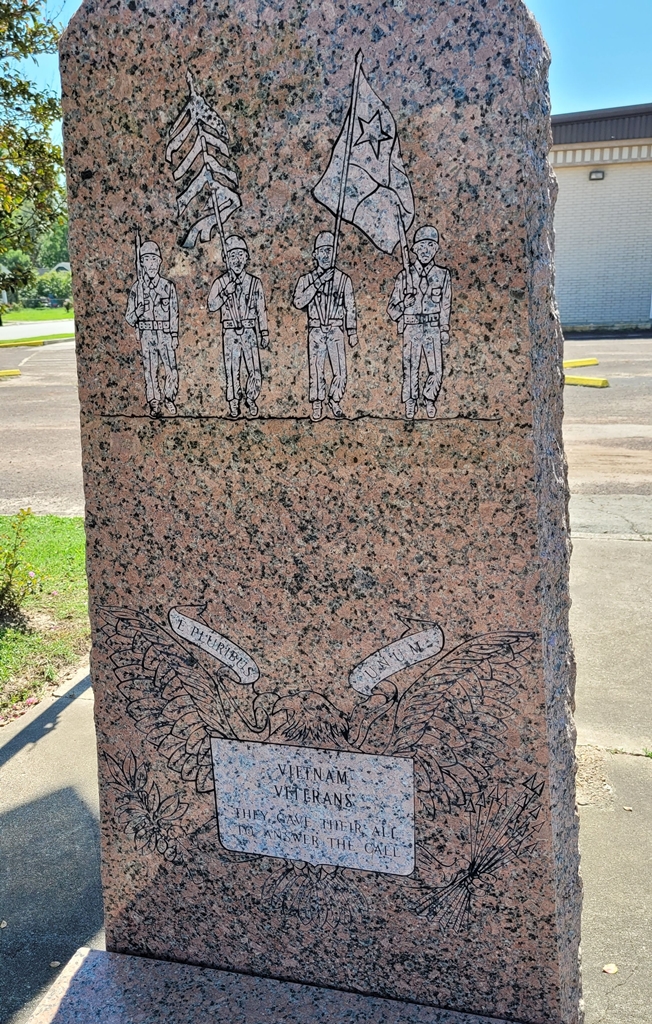 E PLURIBUS
UNUM
VIETNAM
VETERANS
THEY GAVE THEIR ALL
TO ANSWER THE CALL